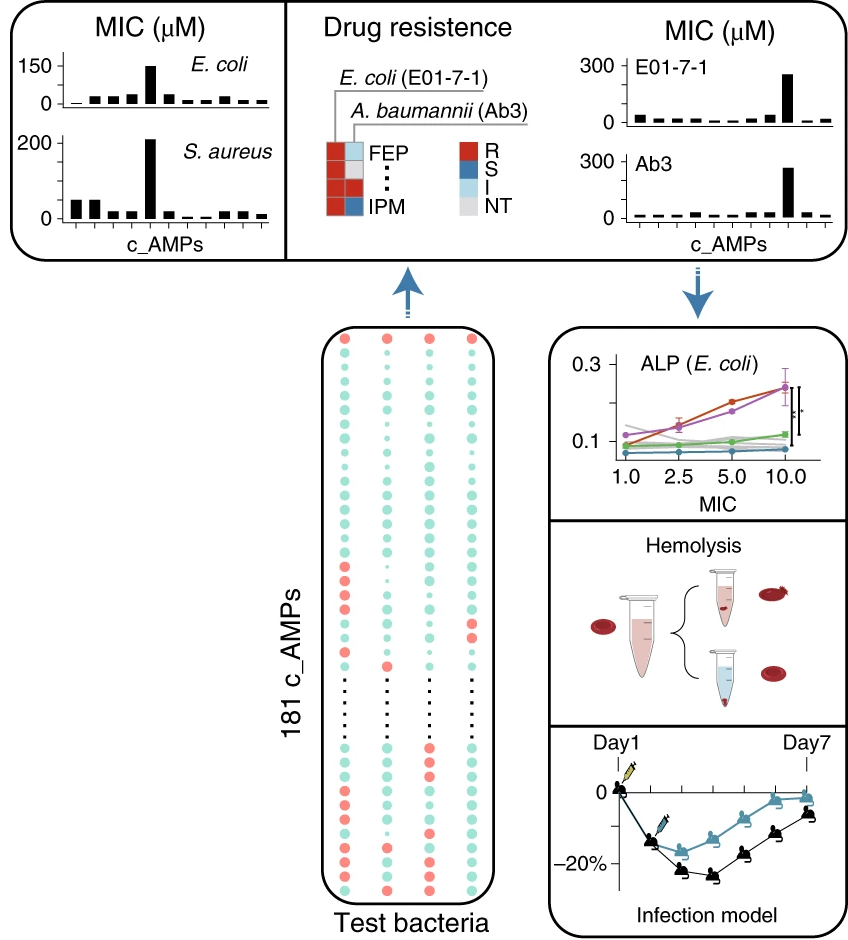 MIC (μM)
150
0
E. coli
200
0
S. aureus
c_AMPs
Drug resistence
E. coli (E01-7-1)
A. baumannii (Ab3)
FEP
IPM
R
S
I
NT
MIC (μM)
300
0
E01-7-1
300
0
Ab3
c_AMPs
181 c_AMPs
Test bacteria
ALP (E. coli)
0.3
0.1
**
*
1.0 2.5 5.0 10.0
MIC
Hemolysis
Day1 Day7
0
–20%
Infection model